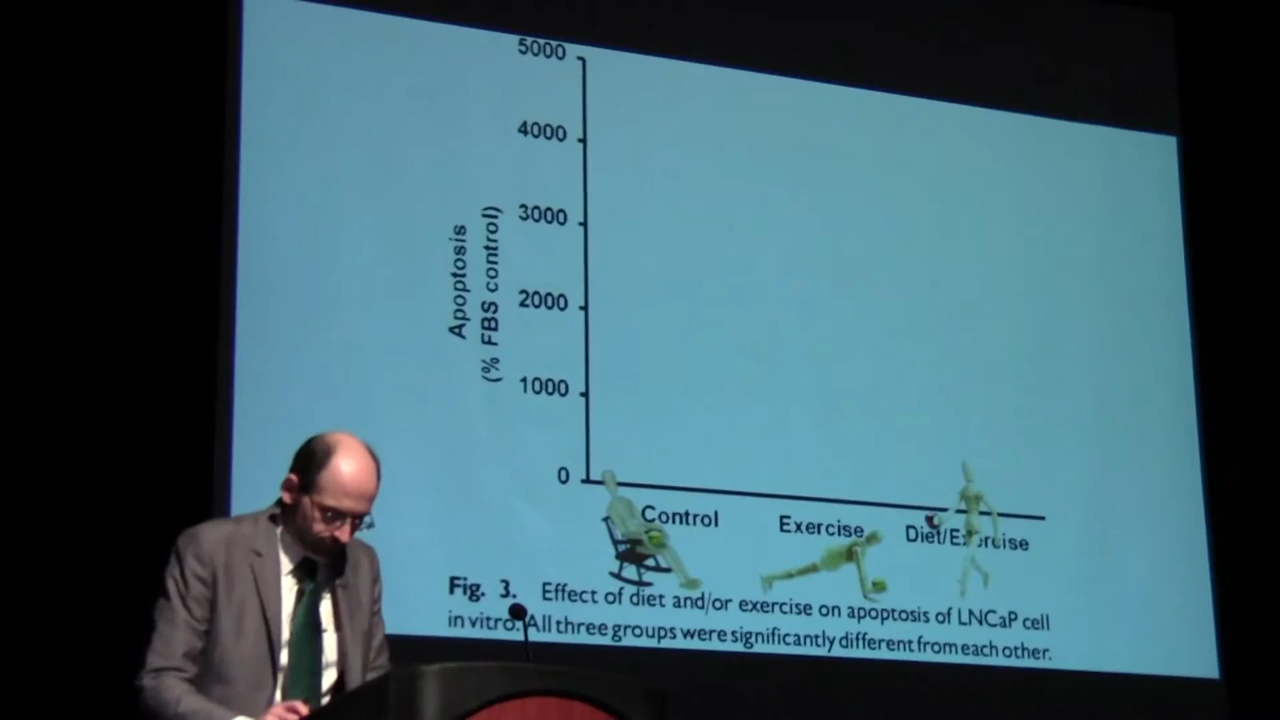 5000
4000
3000
2000
1000
0
Apoptosis
(% FBS control)
Control
Exercise
Diet/Exercise
Fig. 3. Effect of diet and/or exercise on apoptosis of LNCaP cell
in vitro. All three groups were significantly different from each other.